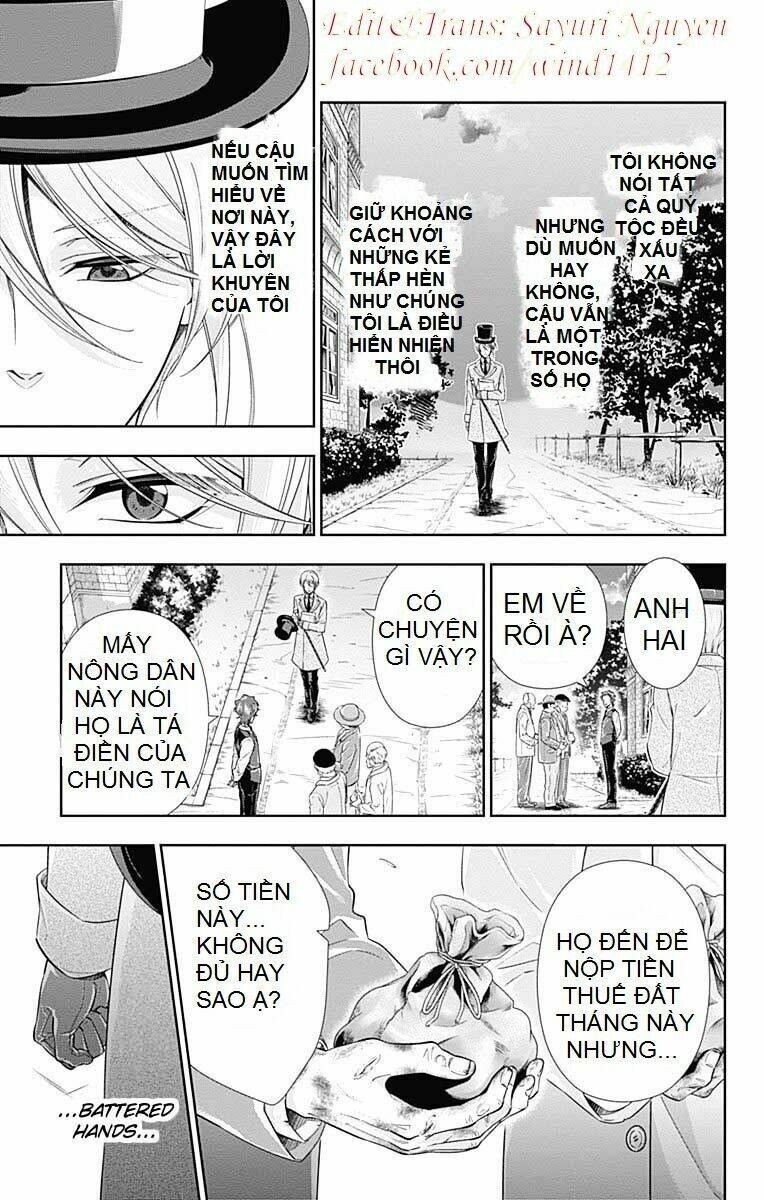 Edit&Trans: Sayuri Nguyen
facebook.com/wind1412
TÔI KHÔNG
NÓI TẤT
CẢ QUÝ
TỘC ĐỀU
XẤU
XA
NHƯNG
DÙ MUỐN
HAY
KHÔNG,
CẬU VẪN
LÀ MỘT
TRONG
SỐ HỌ
GIỮ KHOẢNG
CÁCH VỚI
NHỮNG KẺ
THẤP HÈN
NHƯ CHÚNG
TÔI LÀ ĐIỀU
HIỂN NHIÊN
THÔI
NẾU CẬU
MUỐN TÌM
HIỂU VỀ
NƠI NÀY,
VẬY ĐÂY
LÀ LỜI
KHUYÊN
CỦA TÔI
ANH
HAI
EM VỀ
RỒI À?
CÓ
CHUYỆN
GÌ VẬY?
MẤY
NÔNG DÂN
NÀY NÓI
HỌ LÀ TÁ
ĐIỀN CỦA
CHÚNG TA
HỌ ĐẾN ĐỂ
NỘP TIỀN
THUẾ ĐẤT
THÁNG NÀY
NHƯNG...
SỐ TIỀN
NÀY...
KHÔNG
ĐỦ HAY
SAO Ạ?
...BATTERED
HANDS...